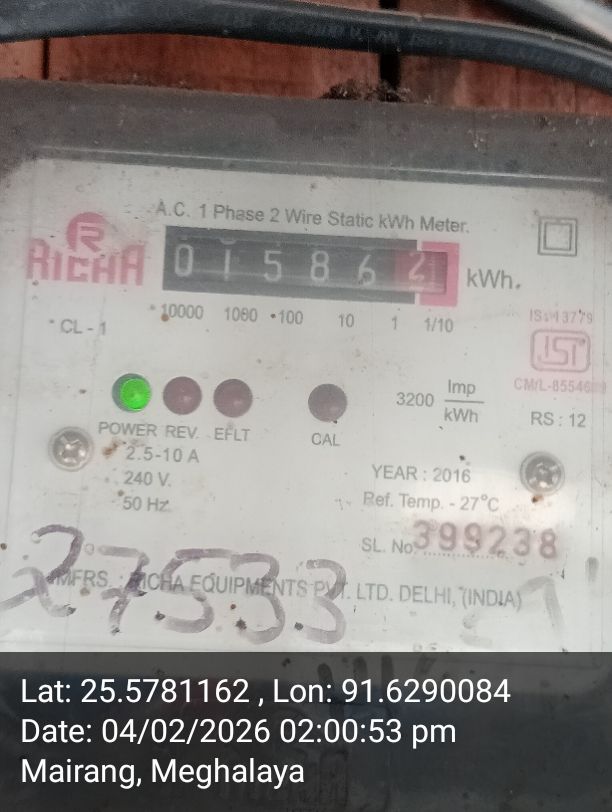 A.C. 1 Phase 2 Wire Static kWh Meter.
R
RICHA
0 1 5 8 6 2 kWh.
10000 1000 100 10 1 1/10
CL - 1
IS: 13779
ISI
3200 Imp/kWh
RS : 12
POWER REV. EFLT CAL
2.5-10 A
240 V.
50 Hz
YEAR : 2016
Ref. Temp. - 27°C
SL. No 399238
MFRS. : RICHA EQUIPMENTS PVT. LTD. DELHI, (INDIA)
27533
Lat: 25.5781162 , Lon: 91.6290084
Date: 04/02/2026 02:00:53 pm
Mairang, Meghalaya